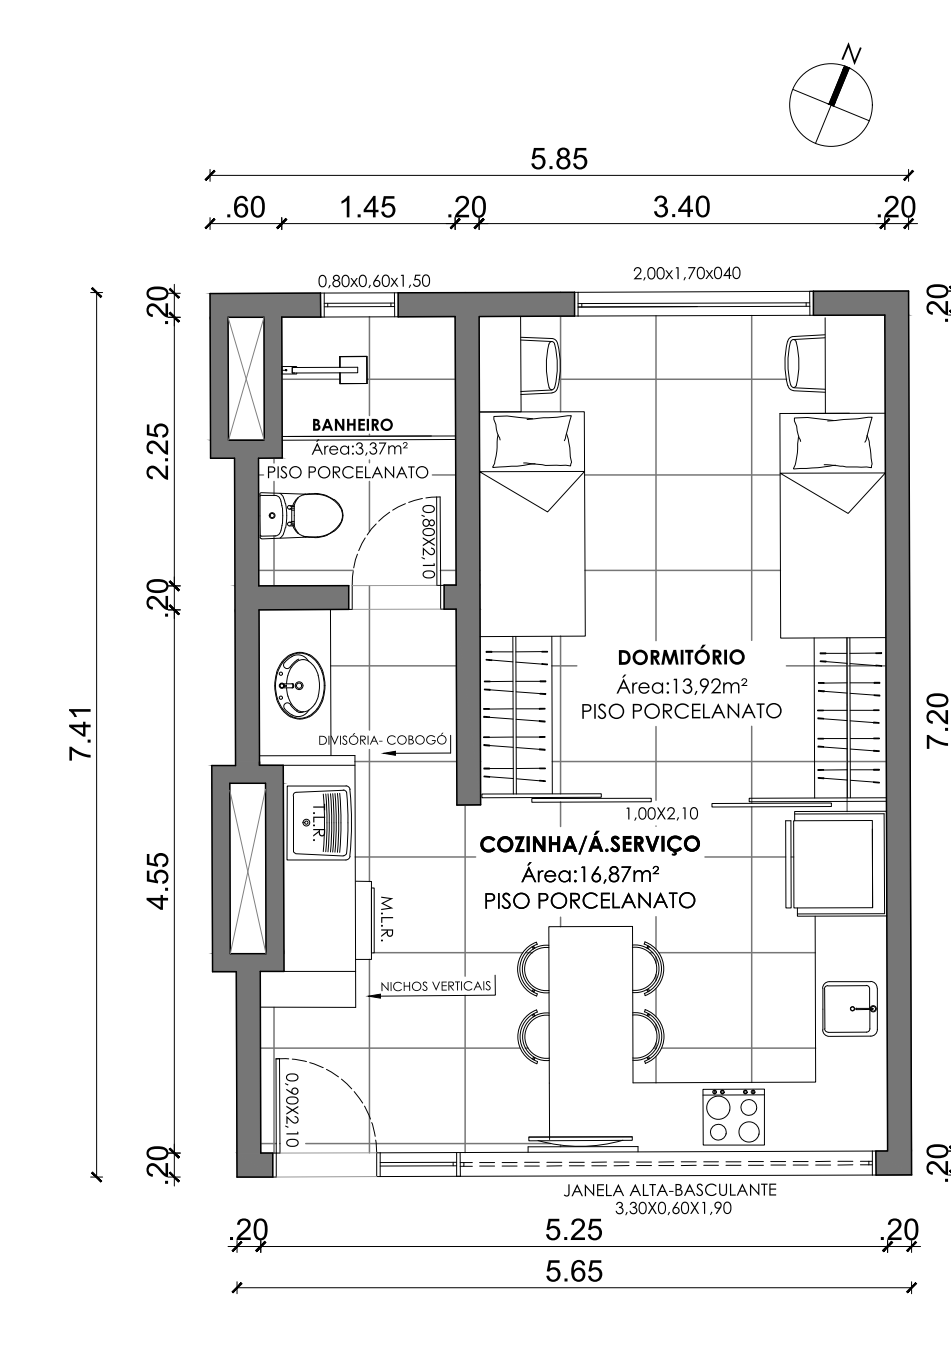 N
5.85
.60 1.45 .20 3.40 .20
0,80x0,60x1,50
2,00x1,70x040
.20
.20
BANHEIRO
Área:3,37m²
PISO PORCELANATO
2.25
0,80X2,10
.20
DORMITÓRIO
Área:13,92m²
PISO PORCELANATO
7.41
7.20
DIVISÓRIA- COBOGÓ
T.L.R.
1,00X2,10
COZINHA/Á.SERVIÇO
Área:16,87m²
PISO PORCELANATO
4.55
M.L.R.
NICHOS VERTICAIS
0,90X2,10
.20
.20
JANELA ALTA-BASCULANTE
3,30X0,60X1,90
.20 5.25 .20
5.65